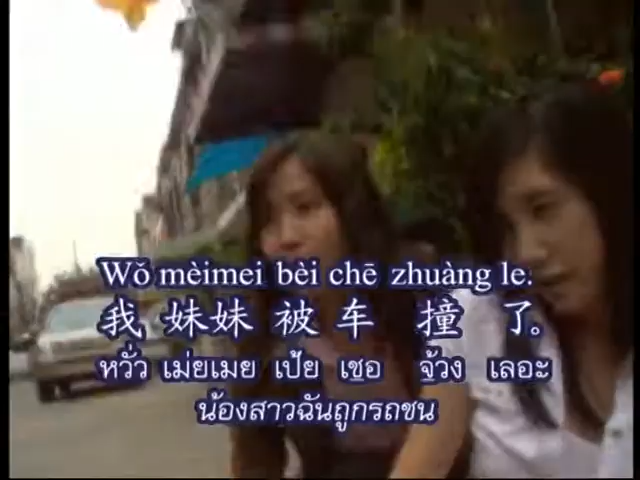 Wǒ mèimei bèi chē zhuàng le.
我 妹妹 被 车 撞 了。
หวั่ว เม่ยเมย เป้ย เชอ จ้วง เลอะ
น้องสาวฉันถูกรถชน